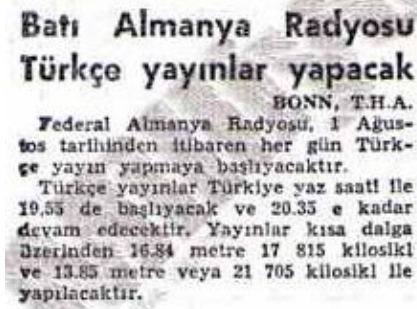 Batı Almanya Radyosu
Türkçe yayınlar yapacak
BONN, T.H.A.
Federal Almanya Radyosu, 1 Ağus-
tos tarihinden itibaren her gün Türk-
çe yayın yapmaya başlıyacaktır.
Türkçe yayınlar Türkiye yaz saati ile
19,55 de başlıyacak ve 20.35 e kadar
devam edecektir. Yayınlar kısa dalga
üzerinden 16.84 metre 17 815 kilosikl
ve 13.85 metre veya 21 705 kilosikl ile
yapılacaktır.